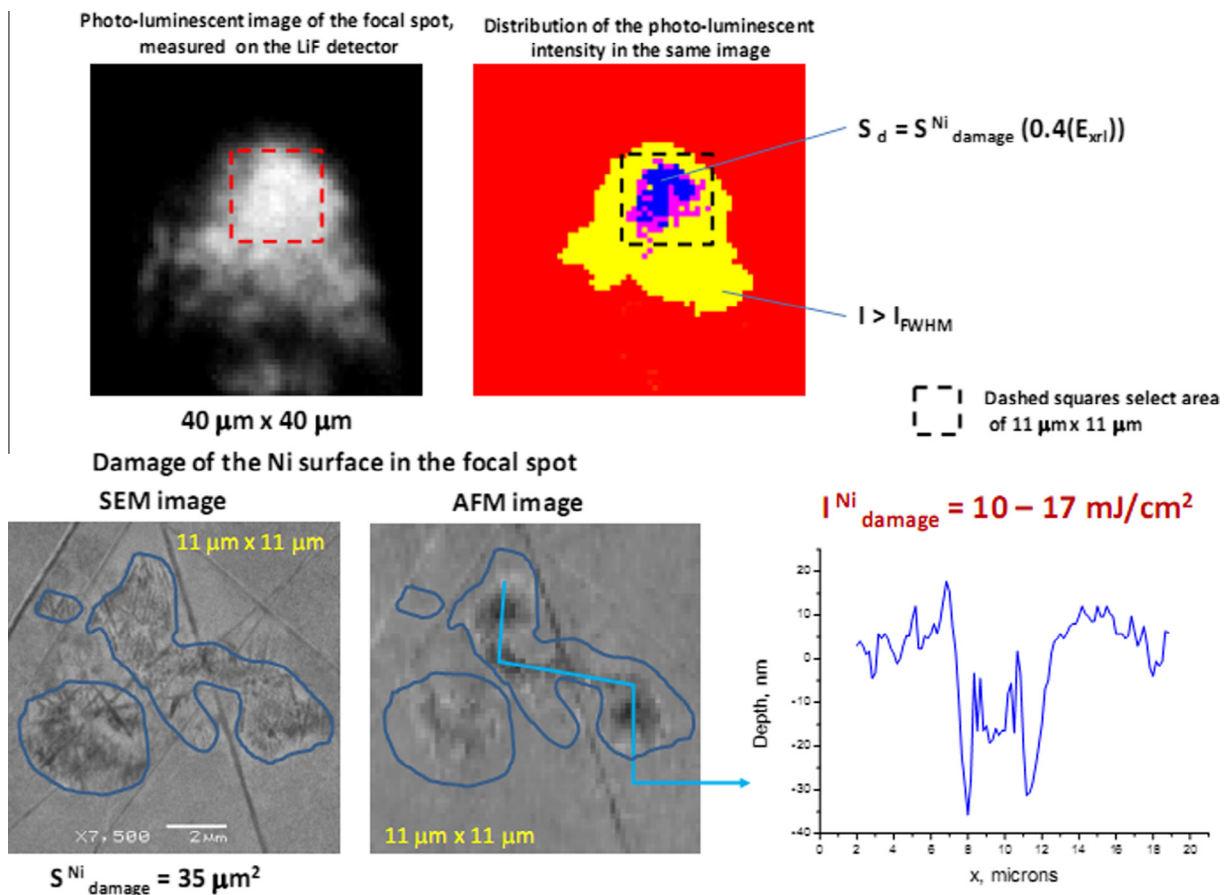 Photo-luminescent image of the focal spot,
measured on the LiF detector
Distribution of the photo-luminescent
intensity in the same image
S d = S Ni damage (0.4(E xrl))
I > I FWHM
40 μm x 40 μm
Dashed squares select area
of 11 μm x 11 μm
Damage of the Ni surface in the focal spot
SEM image
AFM image
I Ni damage = 10 – 17 mJ/cm²
11 μm x 11 μm
X7,500 2μm
11 μm x 11 μm
S Ni damage = 35 μm²
Depth, nm
20
10
0
-10
-20
-30
-40
0 2 4 6 8 10 12 14 16 18 20
x, microns